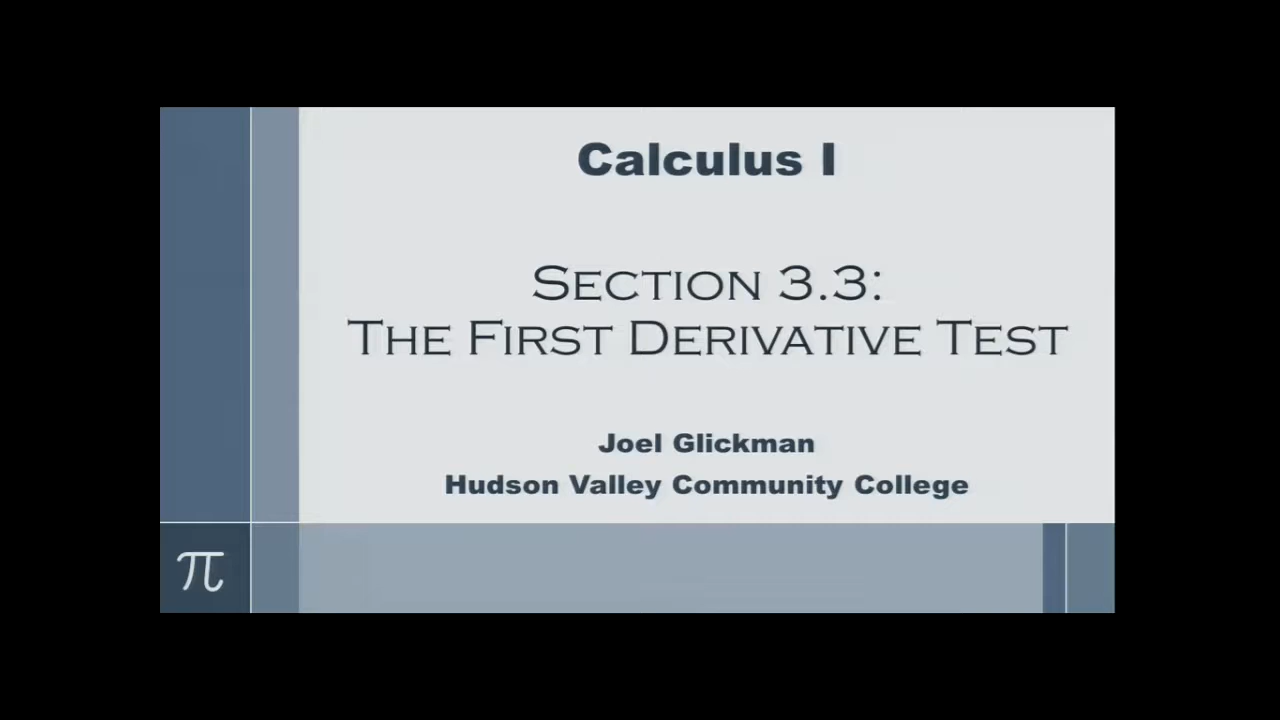 Calculus I
Section 3.3:
The First Derivative Test
Joel Glickman
Hudson Valley Community College
π